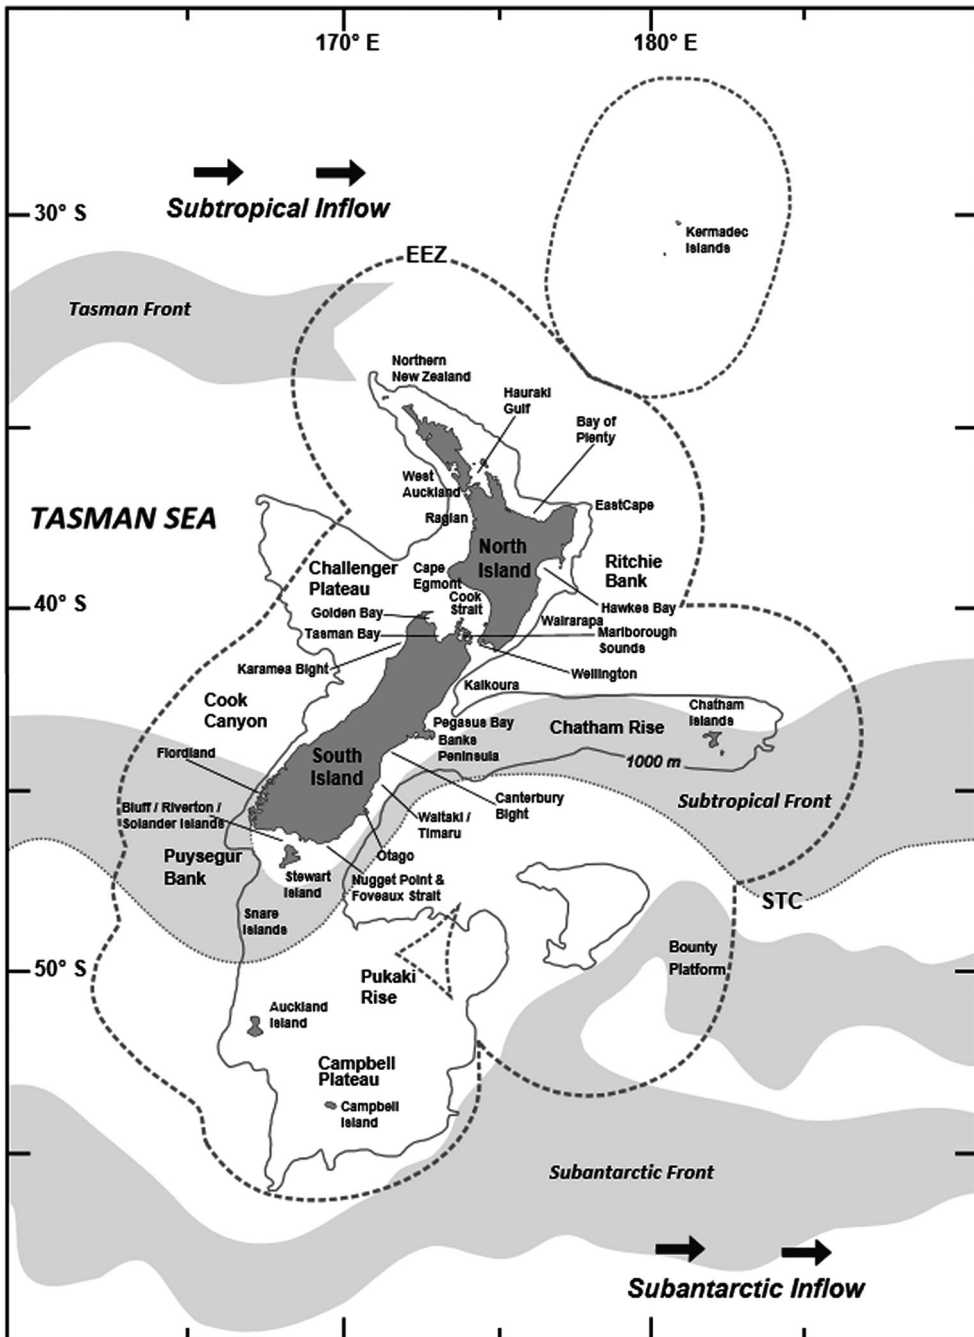 170° E
180° E
Subtropical Inflow
30° S
Kermadec
Islands
EEZ
Tasman Front
Northern
New Zealand
Hauraki
Gulf
Bay of
Plenty
West
Auckland
EastCape
Raglan
TASMAN SEA
North
Island
Ritchie
Bank
Challenger
Plateau
Cape
Egmont
Cook
Strait
40° S
Golden Bay
Hawkes Bay
Wairarapa
Tasman Bay
Marlborough
Sounds
Karamea Bight
Wellington
Kaikoura
Cook
Canyon
Chatham
Islands
Pegasus Bay
Banks
Peninsula
Chatham Rise
Fiordland
South
Island
1000 m
Canterbury
Bight
Subtropical Front
Bluff / Riverton /
Solander Islands
Waitaki /
Timaru
Puysegur
Bank
Otago
Stewart
Island
Nugget Point &
Foveaux Strait
STC
Snare
Islands
Bounty
Platform
50° S
Pukaki
Rise
Auckland
Island
Campbell
Plateau
Campbell
Island
Subantarctic Front
Subantarctic Inflow